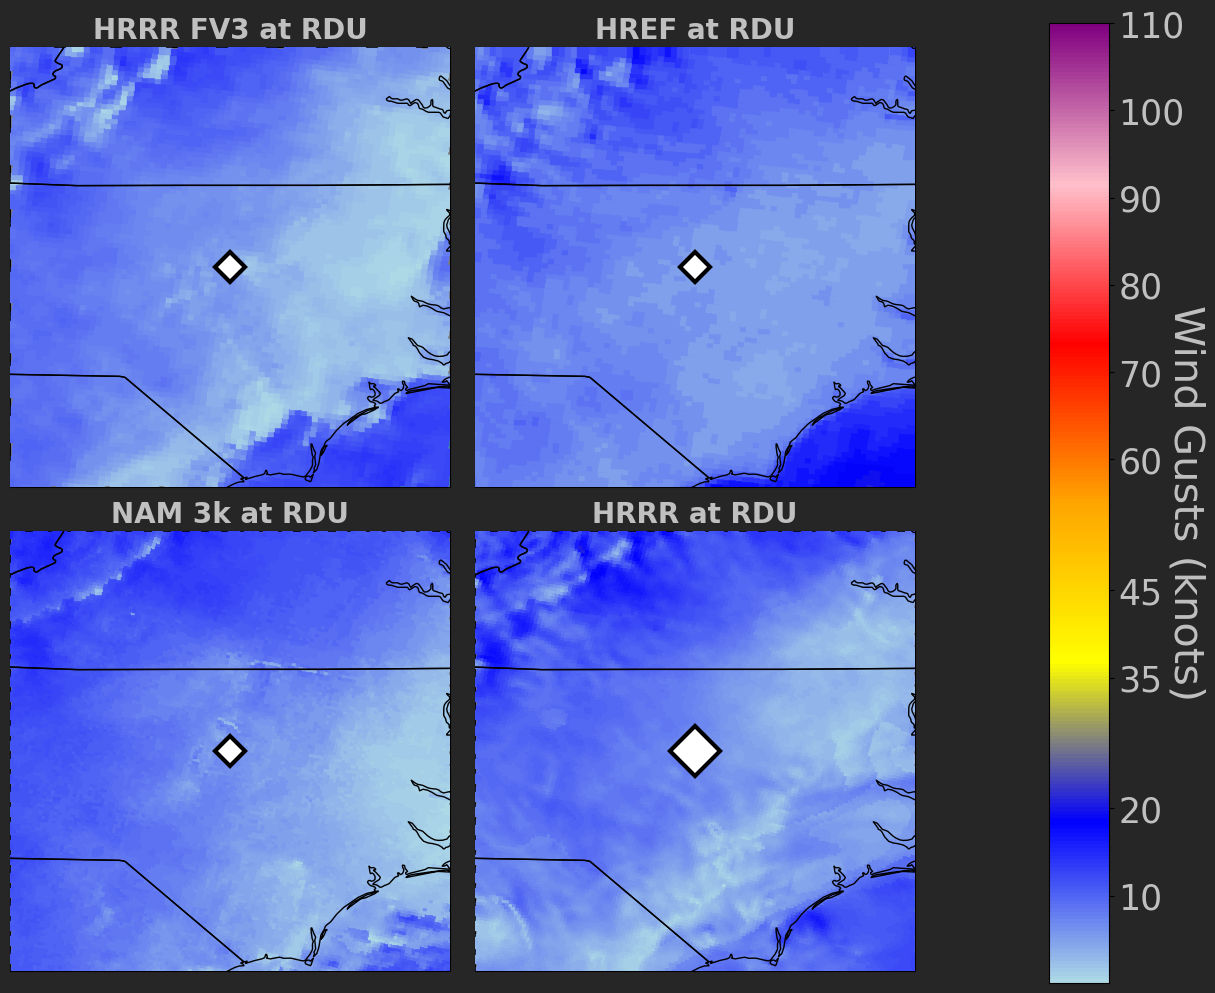 HRRR FV3 at RDU
HREF at RDU
NAM 3k at RDU
HRRR at RDU
110
100
90
80
70
60
45
35
20
10
Wind Gusts (knots)